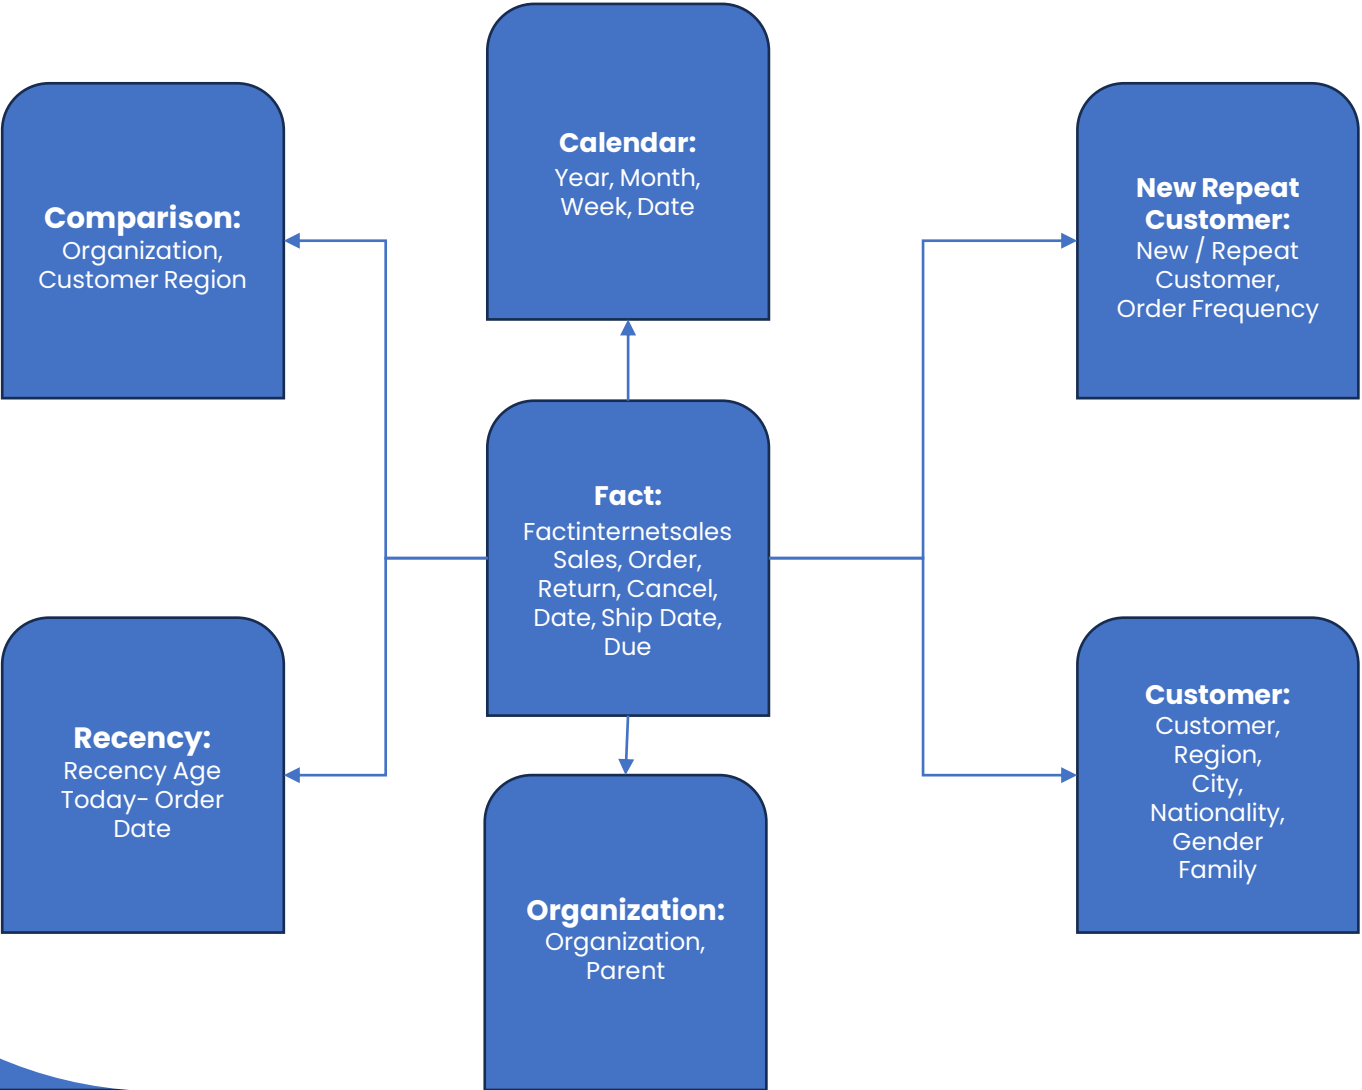 Calendar:
Year, Month,
Week, Date
Comparison:
Organization,
Customer Region
New Repeat
Customer:
New / Repeat
Customer,
Order Frequency
Fact:
Factinternetsales
Sales, Order,
Return, Cancel,
Date, Ship Date,
Due
Recency:
Recency Age
Today- Order
Date
Customer:
Customer,
Region,
City,
Nationality,
Gender
Family
Organization:
Organization,
Parent